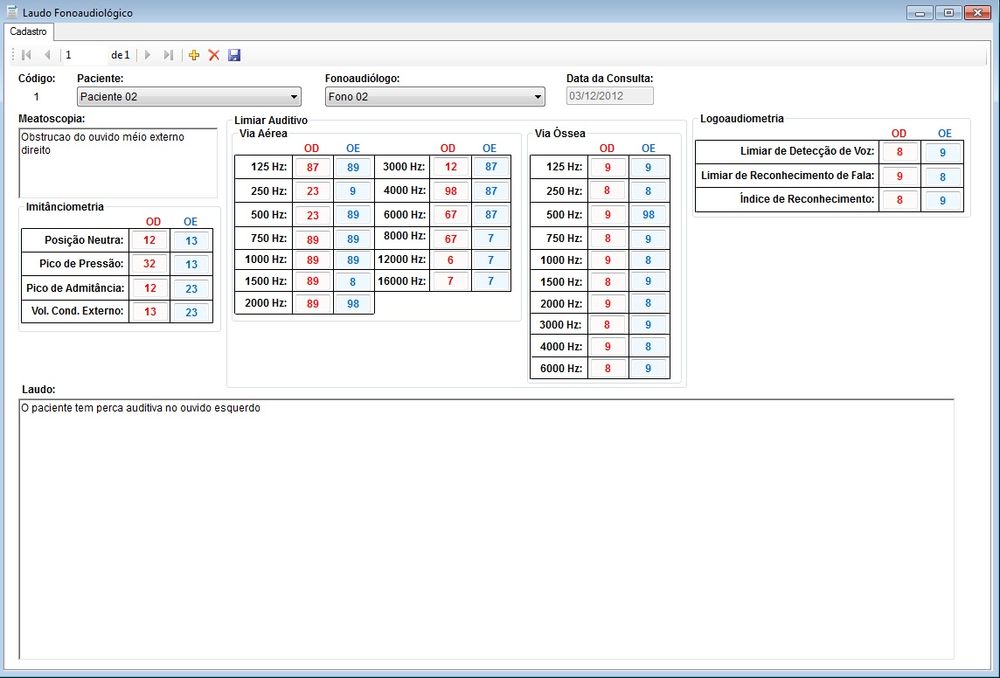 Laudo Fonoaudiológico
Cadastro
1 de 1
Código: Paciente: Fonoaudiólogo: Data da Consulta:
1 Paciente 02 Fono 02 03/12/2012
Meatoscopia:
Obstrucao do ouvido méio externo
direito
Imitânciometria
OD OE
Posição Neutra: 12 13
Pico de Pressão: 32 13
Pico de Admitância: 12 23
Vol. Cond. Externo: 13 23
Limiar Auditivo
Via Aérea
OD OE OD OE
125 Hz: 87 89 3000 Hz: 12 87
250 Hz: 23 9 4000 Hz: 98 87
500 Hz: 23 89 6000 Hz: 67 87
750 Hz: 89 89 8000 Hz: 67 7
1000 Hz: 89 89 12000 Hz: 6 7
1500 Hz: 89 8 16000 Hz: 7 7
2000 Hz: 89 98
Via Óssea
OD OE
125 Hz: 9 9
250 Hz: 8 8
500 Hz: 9 98
750 Hz: 8 9
1000 Hz: 9 8
1500 Hz: 8 9
2000 Hz: 9 8
3000 Hz: 8 9
4000 Hz: 9 8
6000 Hz: 8 9
Logoaudiometria
OD OE
Limiar de Detecção de Voz: 8 9
Limiar de Reconhecimento de Fala: 9 8
Índice de Reconhecimento: 8 9
Laudo:
O paciente tem perca auditiva no ouvido esquerdo